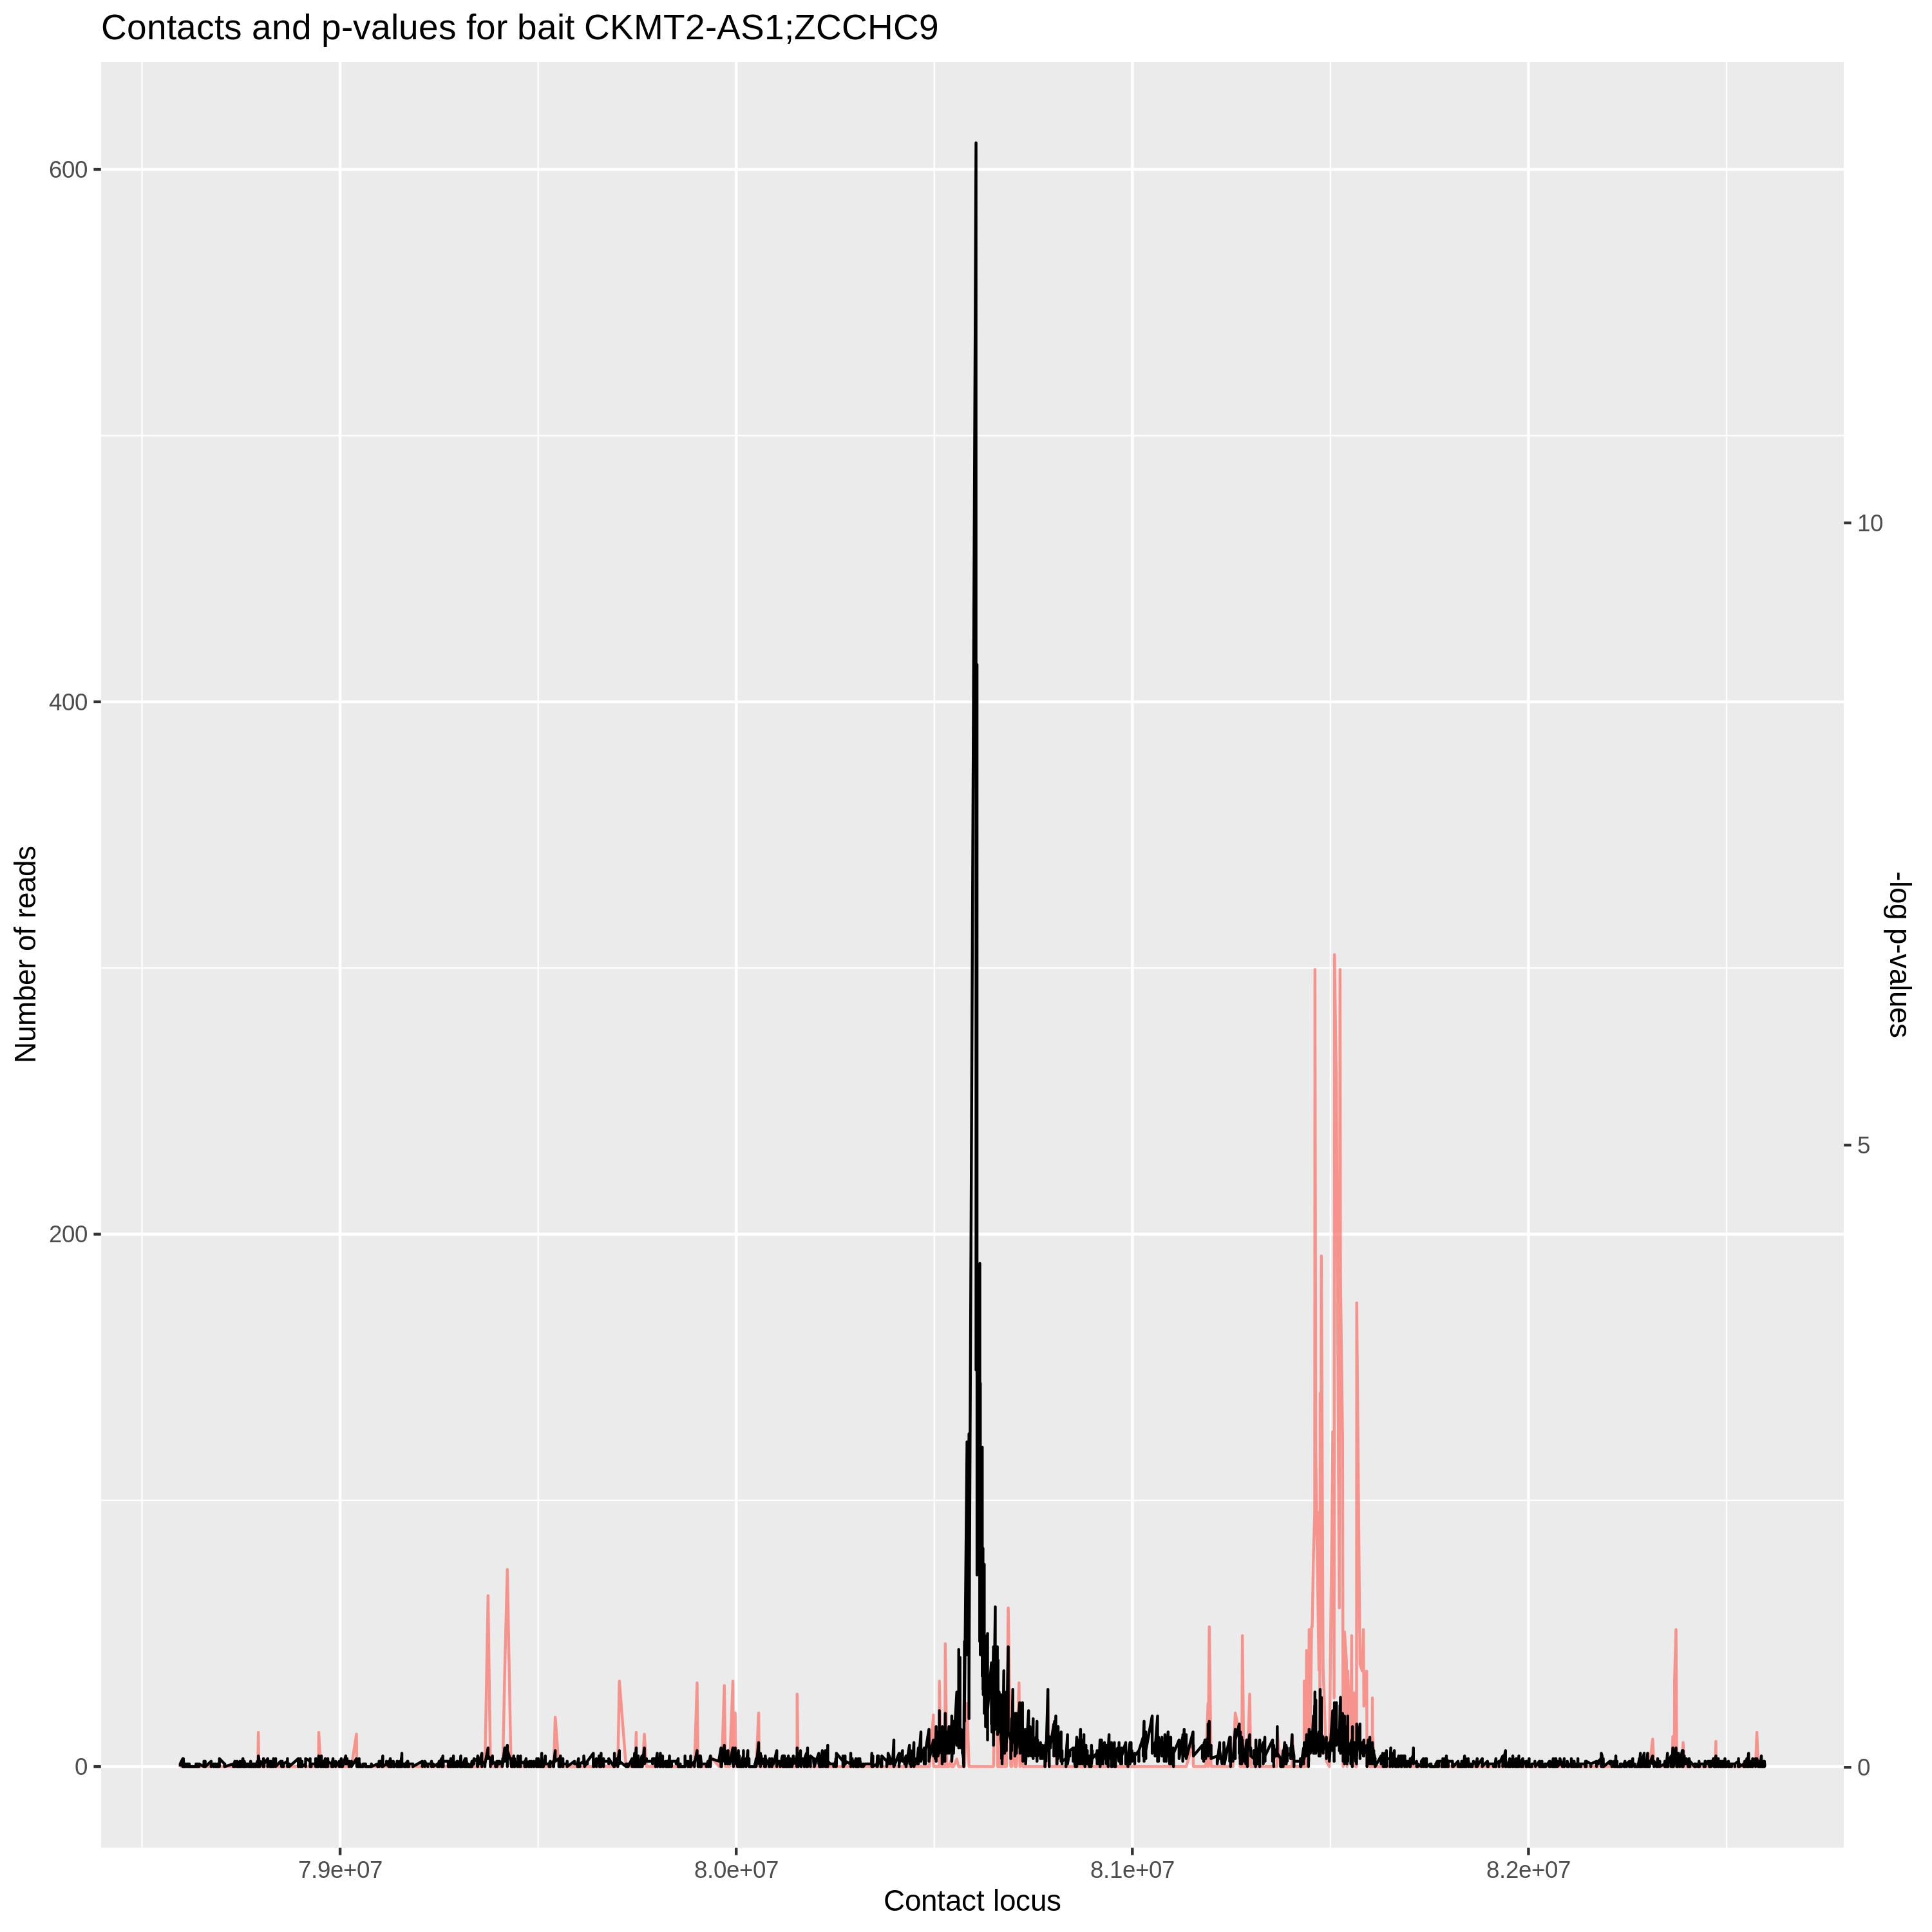 Contacts and p-values for bait CKMT2-AS1;ZCCHC9
600
400
200
0
Number of reads
10
5
0
-log p-values
7.9e+07 8.0e+07 8.1e+07 8.2e+07
Contact locus